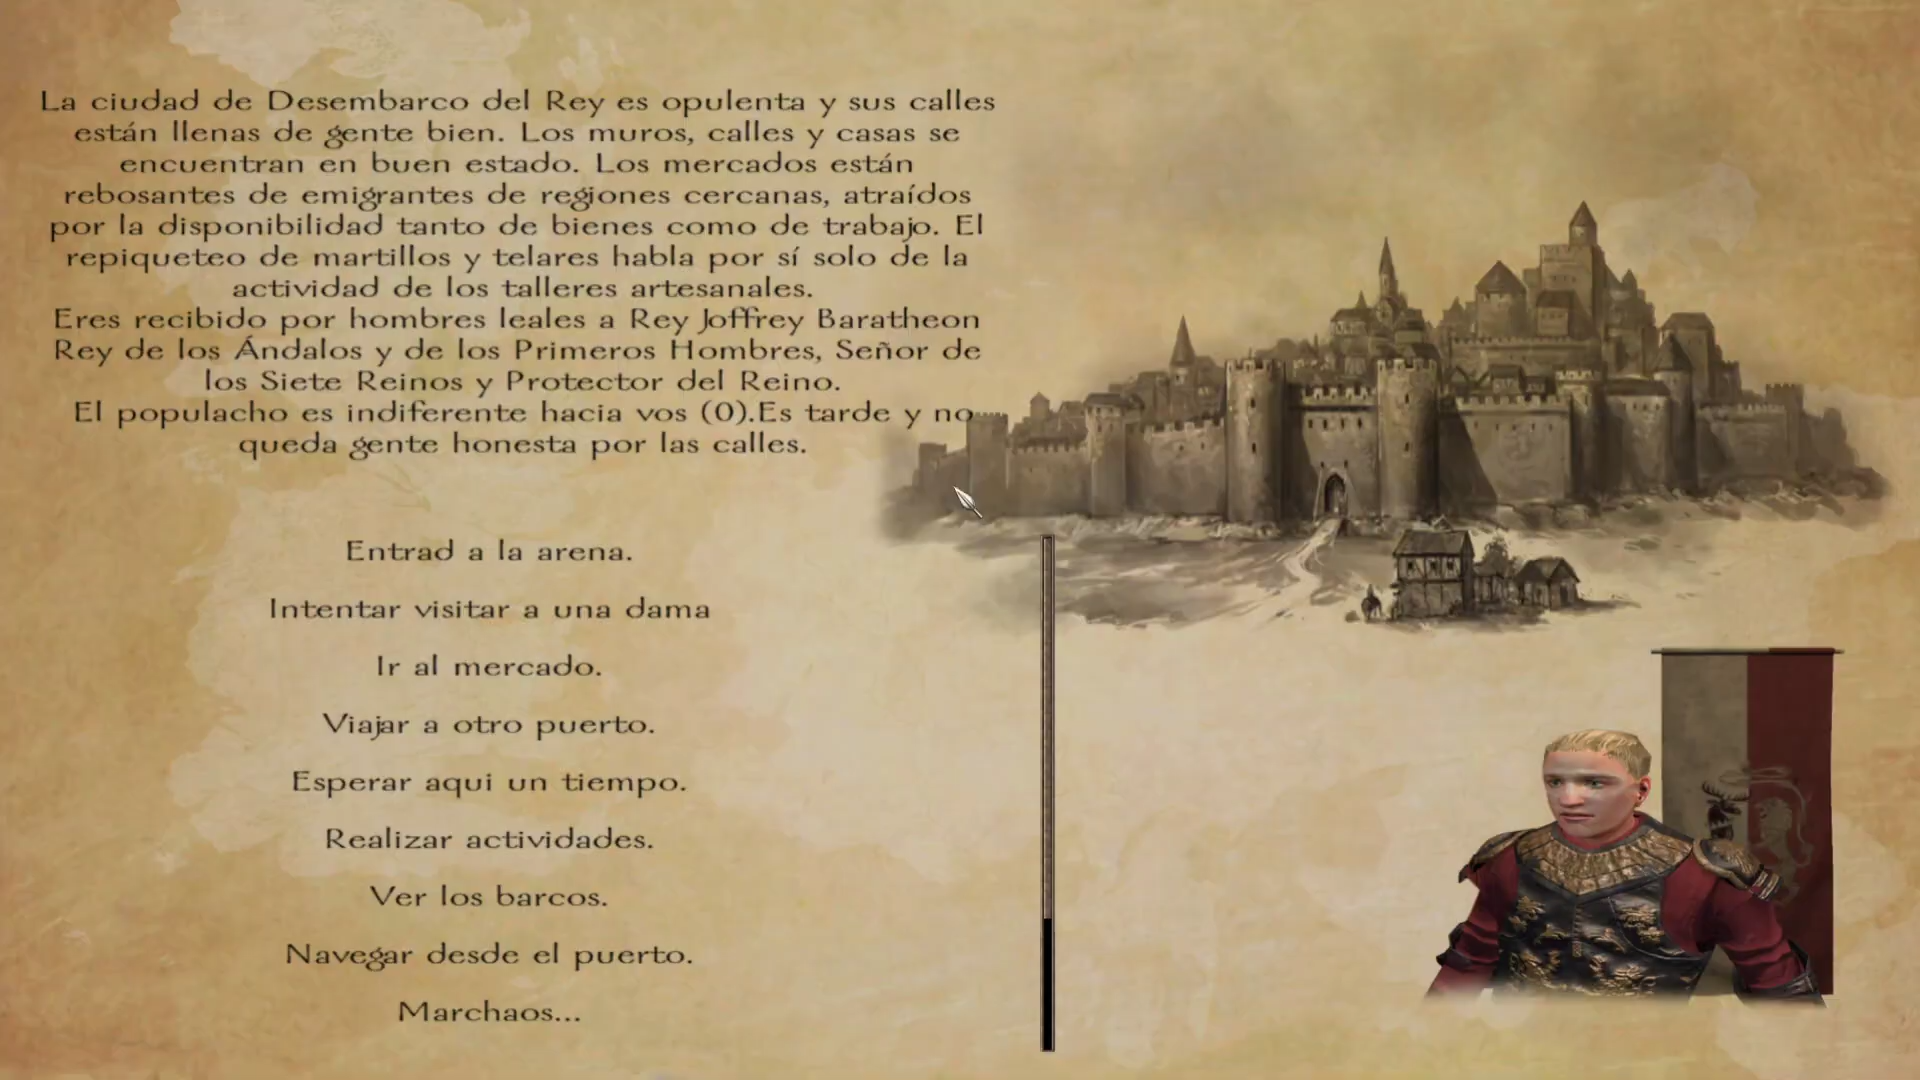 La ciudad de Desembarco del Rey es opulenta y sus calles
están llenas de gente bien. Los muros, calles y casas se
encuentran en buen estado. Los mercados están
rebosantes de emigrantes de regiones cercanas, atraídos
por la disponibilidad tanto de bienes como de trabajo. El
repiqueteo de martillos y telares habla por sí solo de la
actividad de los talleres artesanales.
Eres recibido por hombres leales a Rey Joffrey Baratheon
Rey de los Ándalos y de los Primeros Hombres, Señor de
los Siete Reinos y Protector del Reino.
El populacho es indiferente hacia vos (0).Es tarde y no
queda gente honesta por las calles.
Entrad a la arena.
Intentar visitar a una dama
Ir al mercado.
Viajar a otro puerto.
Esperar aqui un tiempo.
Realizar actividades.
Ver los barcos.
Navegar desde el puerto.
Marchaos...